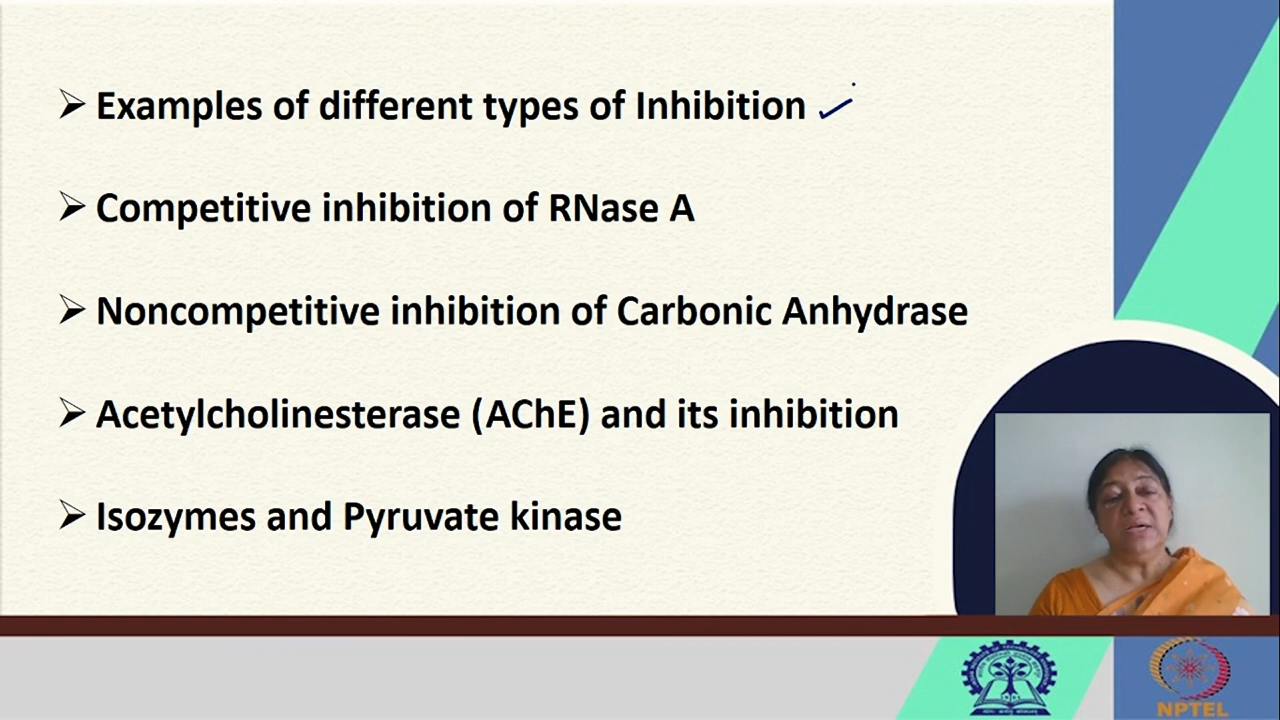 Examples of different types of Inhibition
Competitive inhibition of RNase A
Noncompetitive inhibition of Carbonic Anhydrase
Acetylcholinesterase (AChE) and its inhibition
Isozymes and Pyruvate kinase
NPTEL